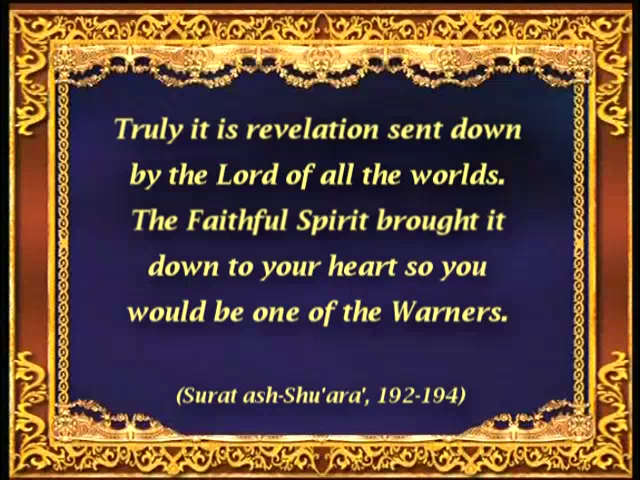 Truly it is revelation sent down
by the Lord of all the worlds.
The Faithful Spirit brought it
down to your heart so you
would be one of the Warners.
(Surat ash-Shu'ara', 192-194)